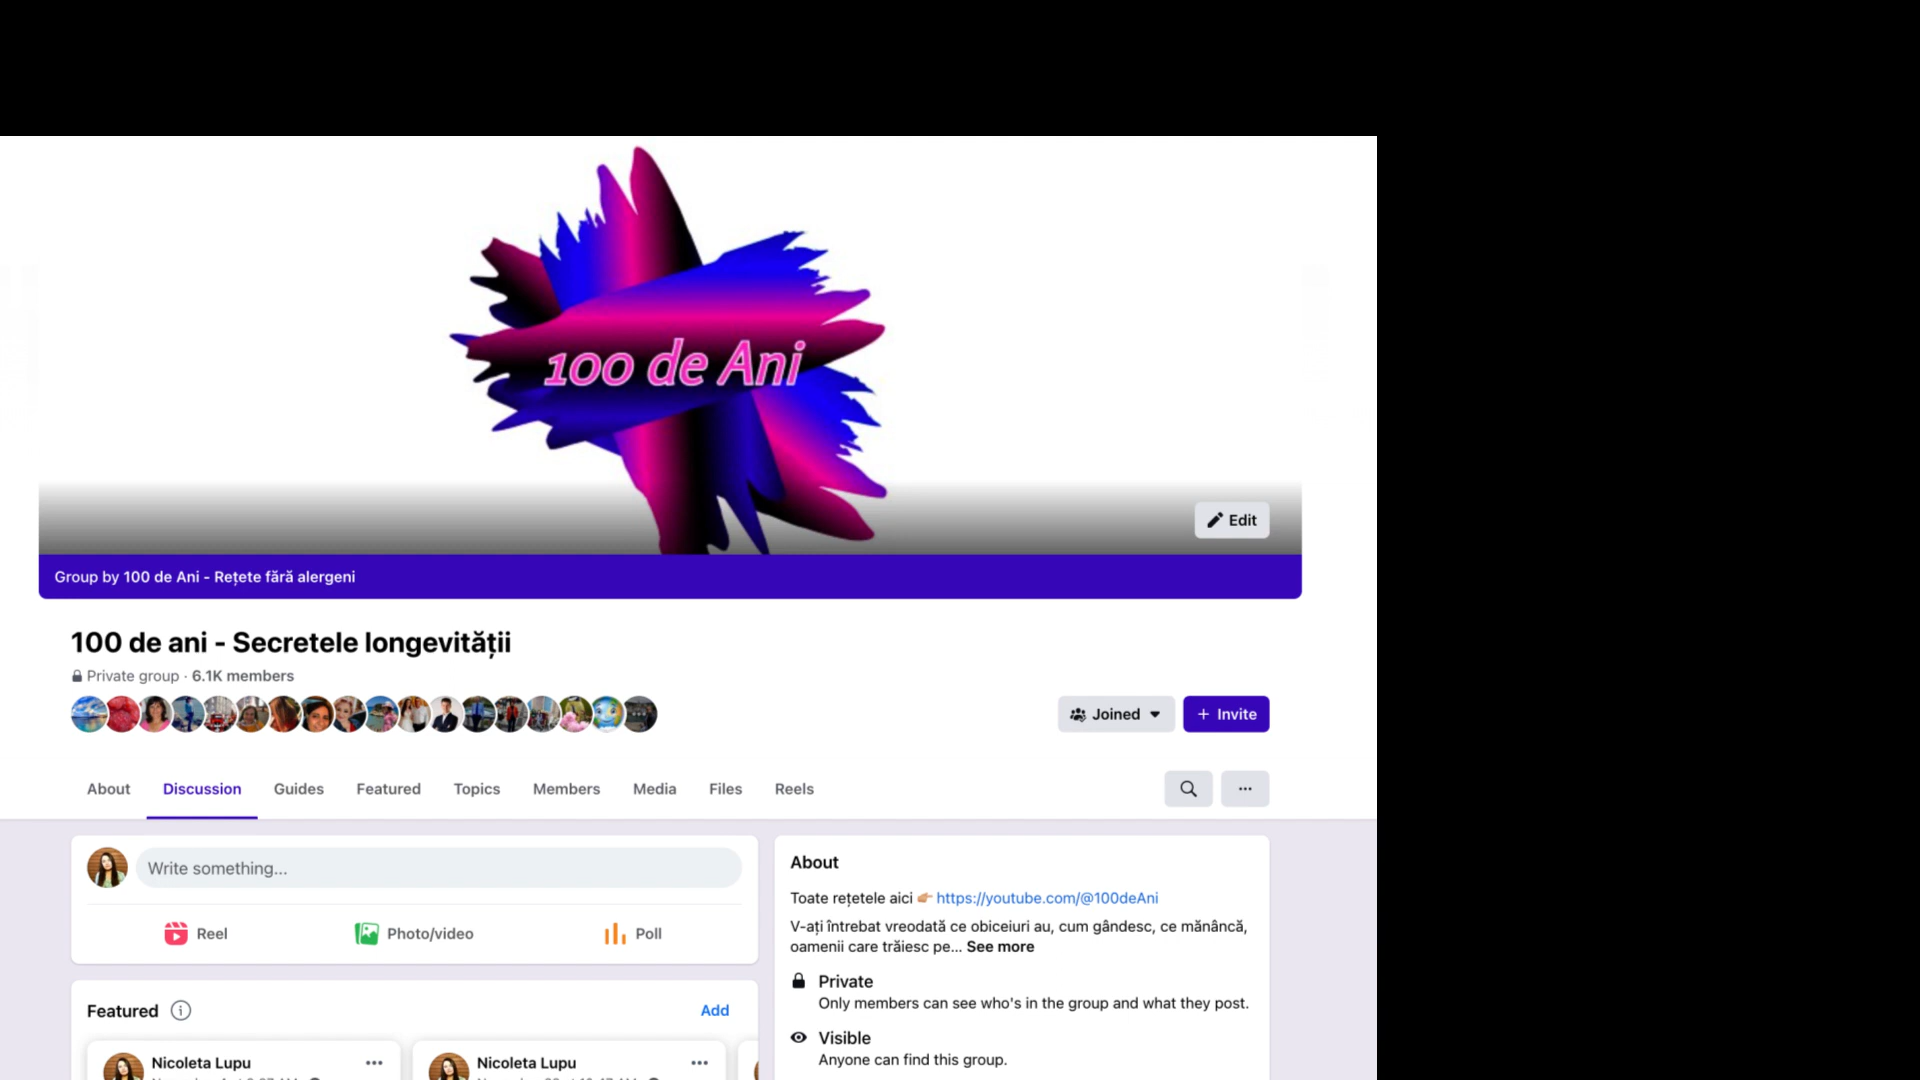 100 de Ani
Edit
Group by 100 de Ani - Rețete fără alergeni
100 de ani - Secretele longevității
Private group · 6.1K members
Joined
+ Invite
About Discussion Guides Featured Topics Members Media Files Reels
Write something...
Reel Photo/video Poll
Featured
Add
Nicoleta Lupu
Nicoleta Lupu
About
Toate rețetele aici 👉 https://youtube.com/@100deAni
V-ați întrebat vreodată ce obiceiuri au, cum gândesc, ce mănâncă,
oamenii care trăiesc pe... See more
Private
Only members can see who's in the group and what they post.
Visible
Anyone can find this group.